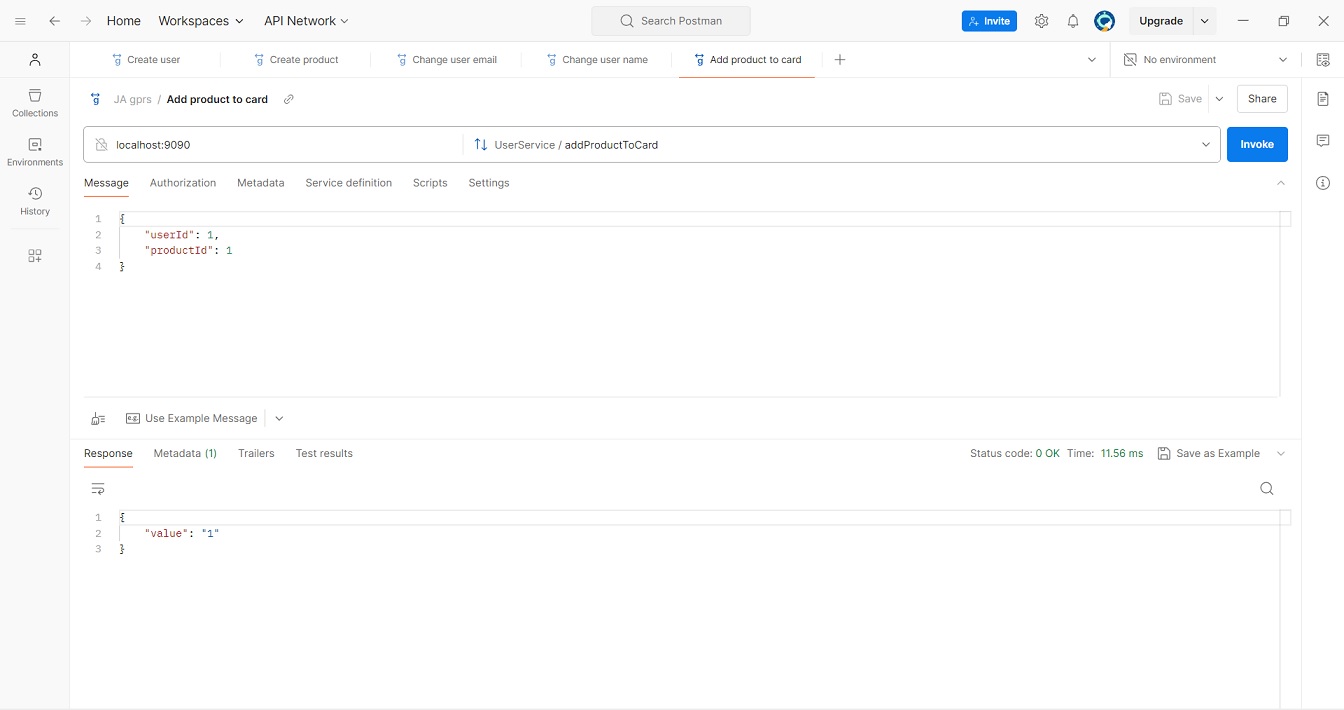 Home Workspaces API Network Search Postman Invite Upgrade
Create user Create product Change user email Change user name Add product to card No environment
JA gprs / Add product to card Save Share
localhost:9090 UserService / addProductToCard Invoke
Message Authorization Metadata Service definition Scripts Settings
Collections
Environments
History
1 {
2 "userId": 1,
3 "productId": 1
4 }
Use Example Message
Response Metadata (1) Trailers Test results Status code: 0 OK Time: 11.56 ms Save as Example
1 {
2 "value": "1"
3 }